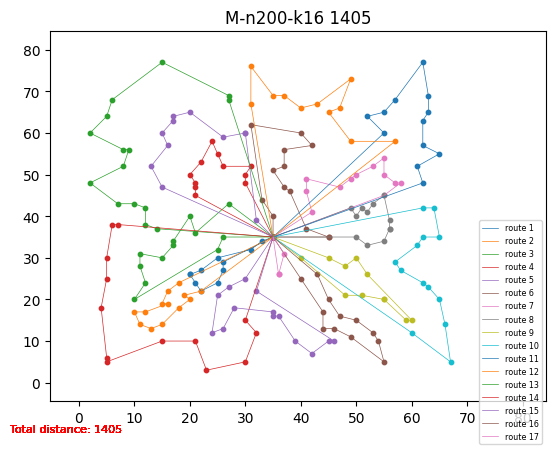 M-n200-k16 1405
80
70
60
50
40
30
20
10
0
0 10 20 30 40 50 60 70 80
route 1
route 2
route 3
route 4
route 5
route 6
route 7
route 8
route 9
route 10
route 11
route 12
route 13
route 14
route 15
route 16
route 17
Total distance: 1405